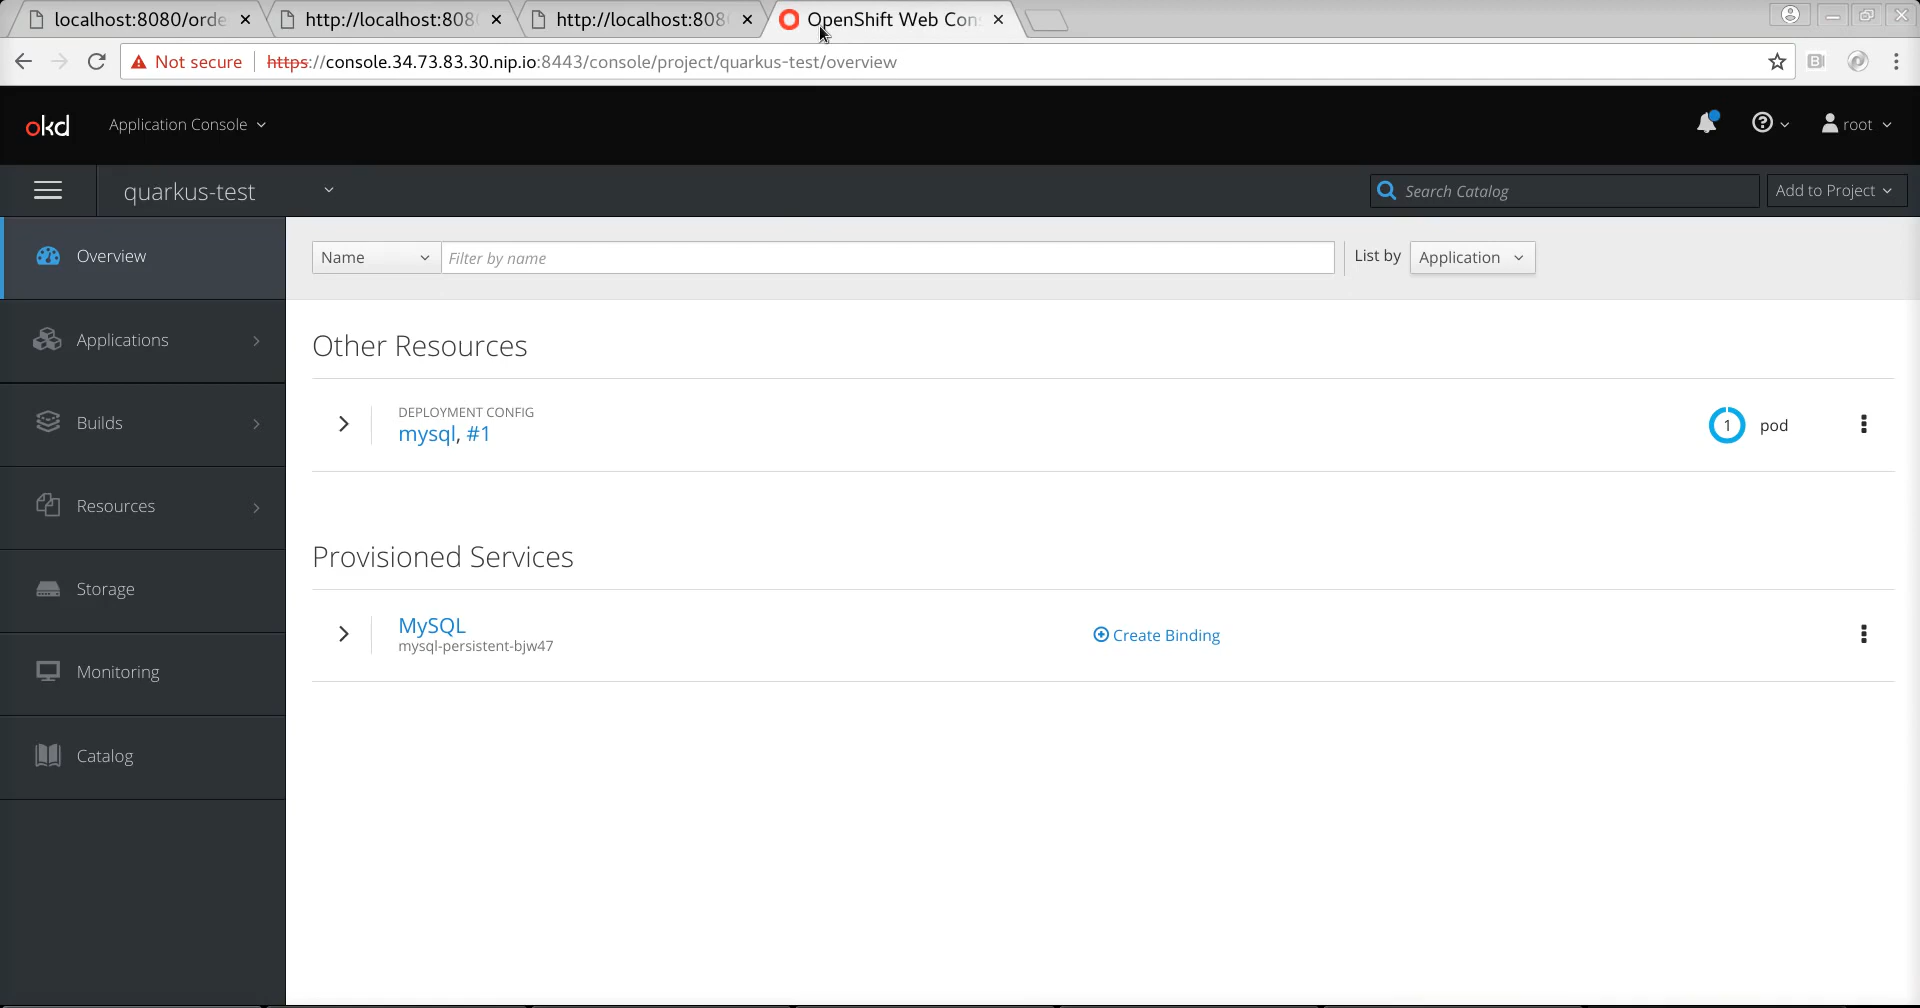 localhost:8080/orde
http://localhost:808
http://localhost:808
OpenShift Web Con
Not secure
https://console.34.73.83.30.nip.io:8443/console/project/quarkus-test/overview
okd
Application Console
root
quarkus-test
Search Catalog
Add to Project
Overview
Name
Filter by name
List by
Application
Applications
Builds
Resources
Storage
Monitoring
Catalog
Other Resources
DEPLOYMENT CONFIG
mysql, #1
1
pod
Provisioned Services
MySQL
mysql-persistent-bjw47
Create Binding